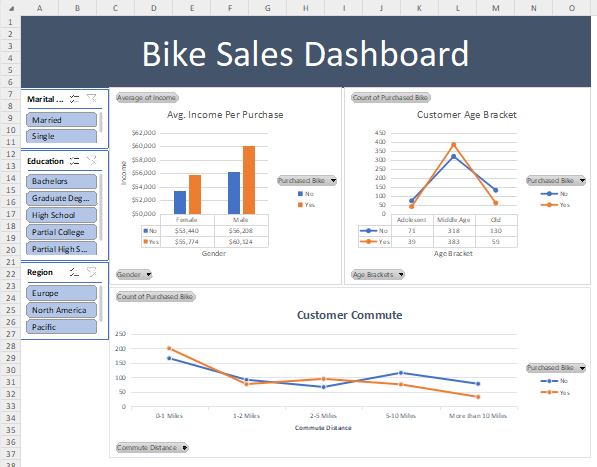 A B C D E F G H I J K L M N O
1
2
3
4
5
6
7
8
9
10
11
12
13
14
15
16
17
18
19
20
21
22
23
24
25
26
27
28
29
30
31
32
33
34
35
36
37
38
Bike Sales Dashboard
Marital ...
Married
Single
Education
Bachelors
Graduate Deg...
High School
Partial College
Partial High S...
Region
Europe
North America
Pacific
Average of Income
Avg. Income Per Purchase
Income
$62,000
$60,000
$58,000
$56,000
$54,000
$52,000
$50,000
Female Male
No $53,440 $56,208
Yes $55,774 $60,124
Gender
Purchased Bike
No
Yes
Gender
Count of Purchased Bike
Customer Age Bracket
450
400
350
300
250
200
150
100
50
0
Adolesent Middle Age Old
No 71 318 130
Yes 39 383 59
Age Bracket
Purchased Bike
No
Yes
Age Brackets
Count of Purchased Bike
Customer Commute
250
200
150
100
50
0
0-1 Miles 1-2 Miles 2-5 Miles 5-10 Miles More than 10 Miles
Commute Distance
Purchased Bike
No
Yes
Commute Distance